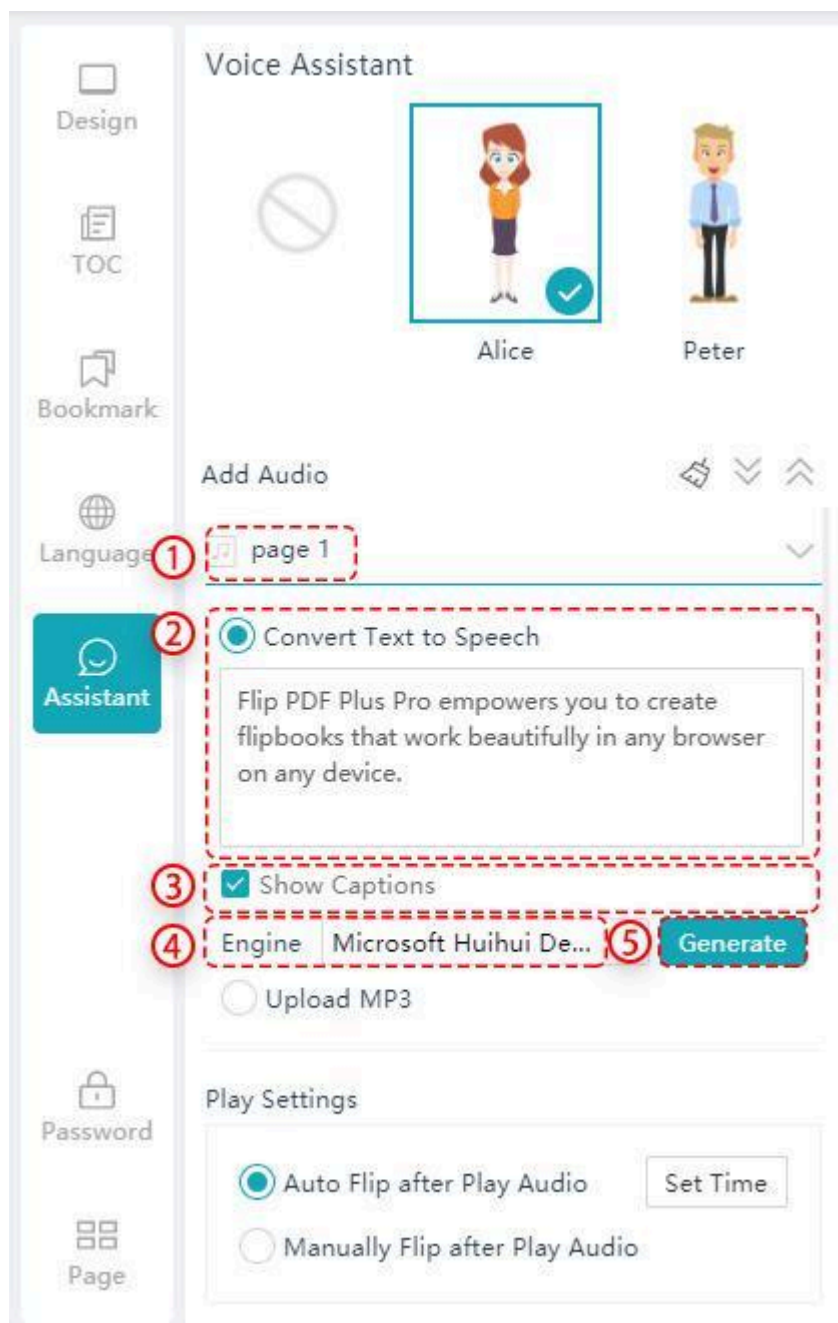 Design
TOC
Bookmark
Language
Assistant
Password
Page
Voice Assistant
Alice
Peter
Add Audio
① page 1
② Convert Text to Speech
Flip PDF Plus Pro empowers you to create
flipbooks that work beautifully in any browser
on any device.
③ Show Captions
④ Engine Microsoft Huihui De... ⑤ Generate
Upload MP3
Play Settings
Auto Flip after Play Audio Set Time
Manually Flip after Play Audio